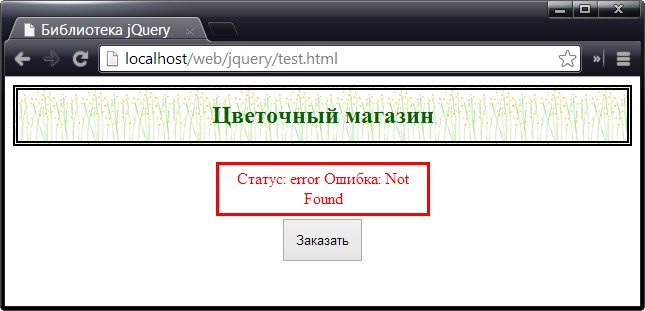 Библиотека jQuery
localhost/web/jquery/test.html
Цветочный магазин
Статус: error Ошибка: Not
Found
Заказать